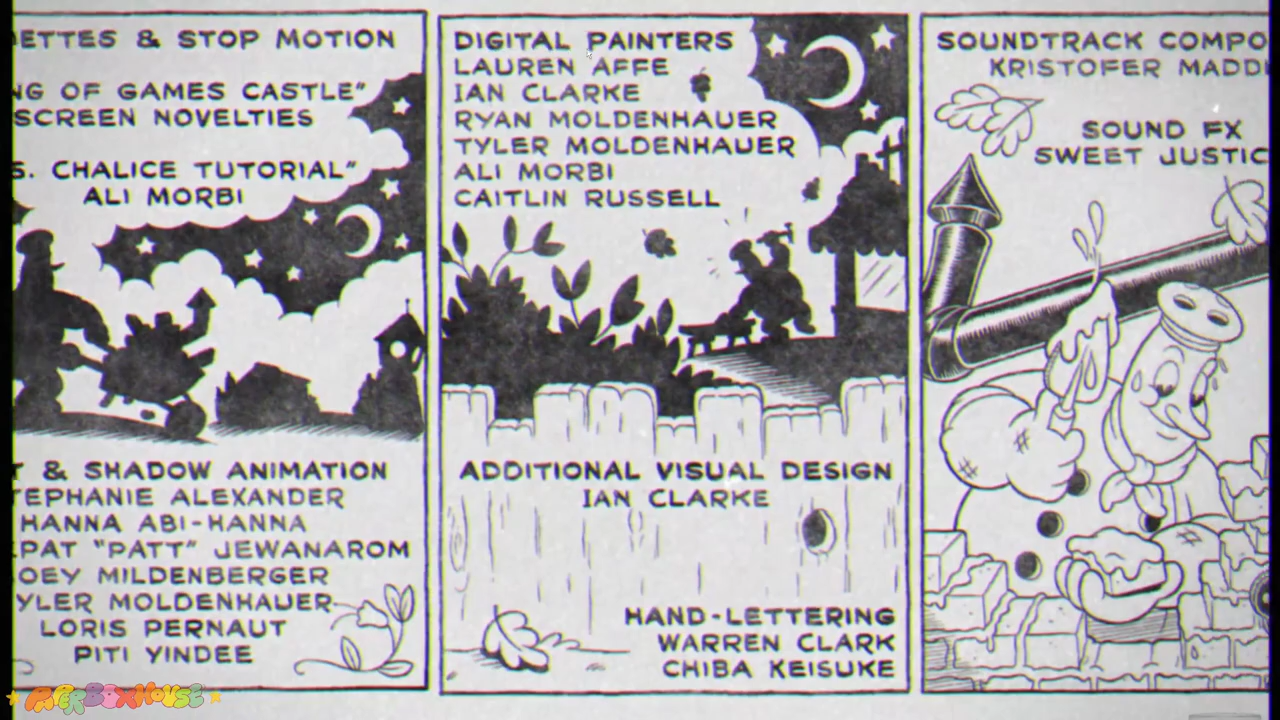 ETTES & STOP MOTION
NG OF GAMES CASTLE"
SCREEN NOVELTIES
S. CHALICE TUTORIAL"
ALI MORBI
T & SHADOW ANIMATION
TEPHANIE ALEXANDER
HANNA ABI-HANNA
PAT "PATT" JEWANAROM
OEY MILDENBERGER
YLER MOLDENHAUER
LORIS PERNAUT
PITI YINDEE
DIGITAL PAINTERS
LAUREN AFFE
IAN CLARKE
RYAN MOLDENHAUER
TYLER MOLDENHAUER
ALI MORBI
CAITLIN RUSSELL
ADDITIONAL VISUAL DESIGN
IAN CLARKE
HAND-LETTERING
WARREN CLARK
CHIBA KEISUKE
SOUNDTRACK COMPO
KRISTOFER MADDI
SOUND FX
SWEET JUSTIC
PAPERBOXHOUSE